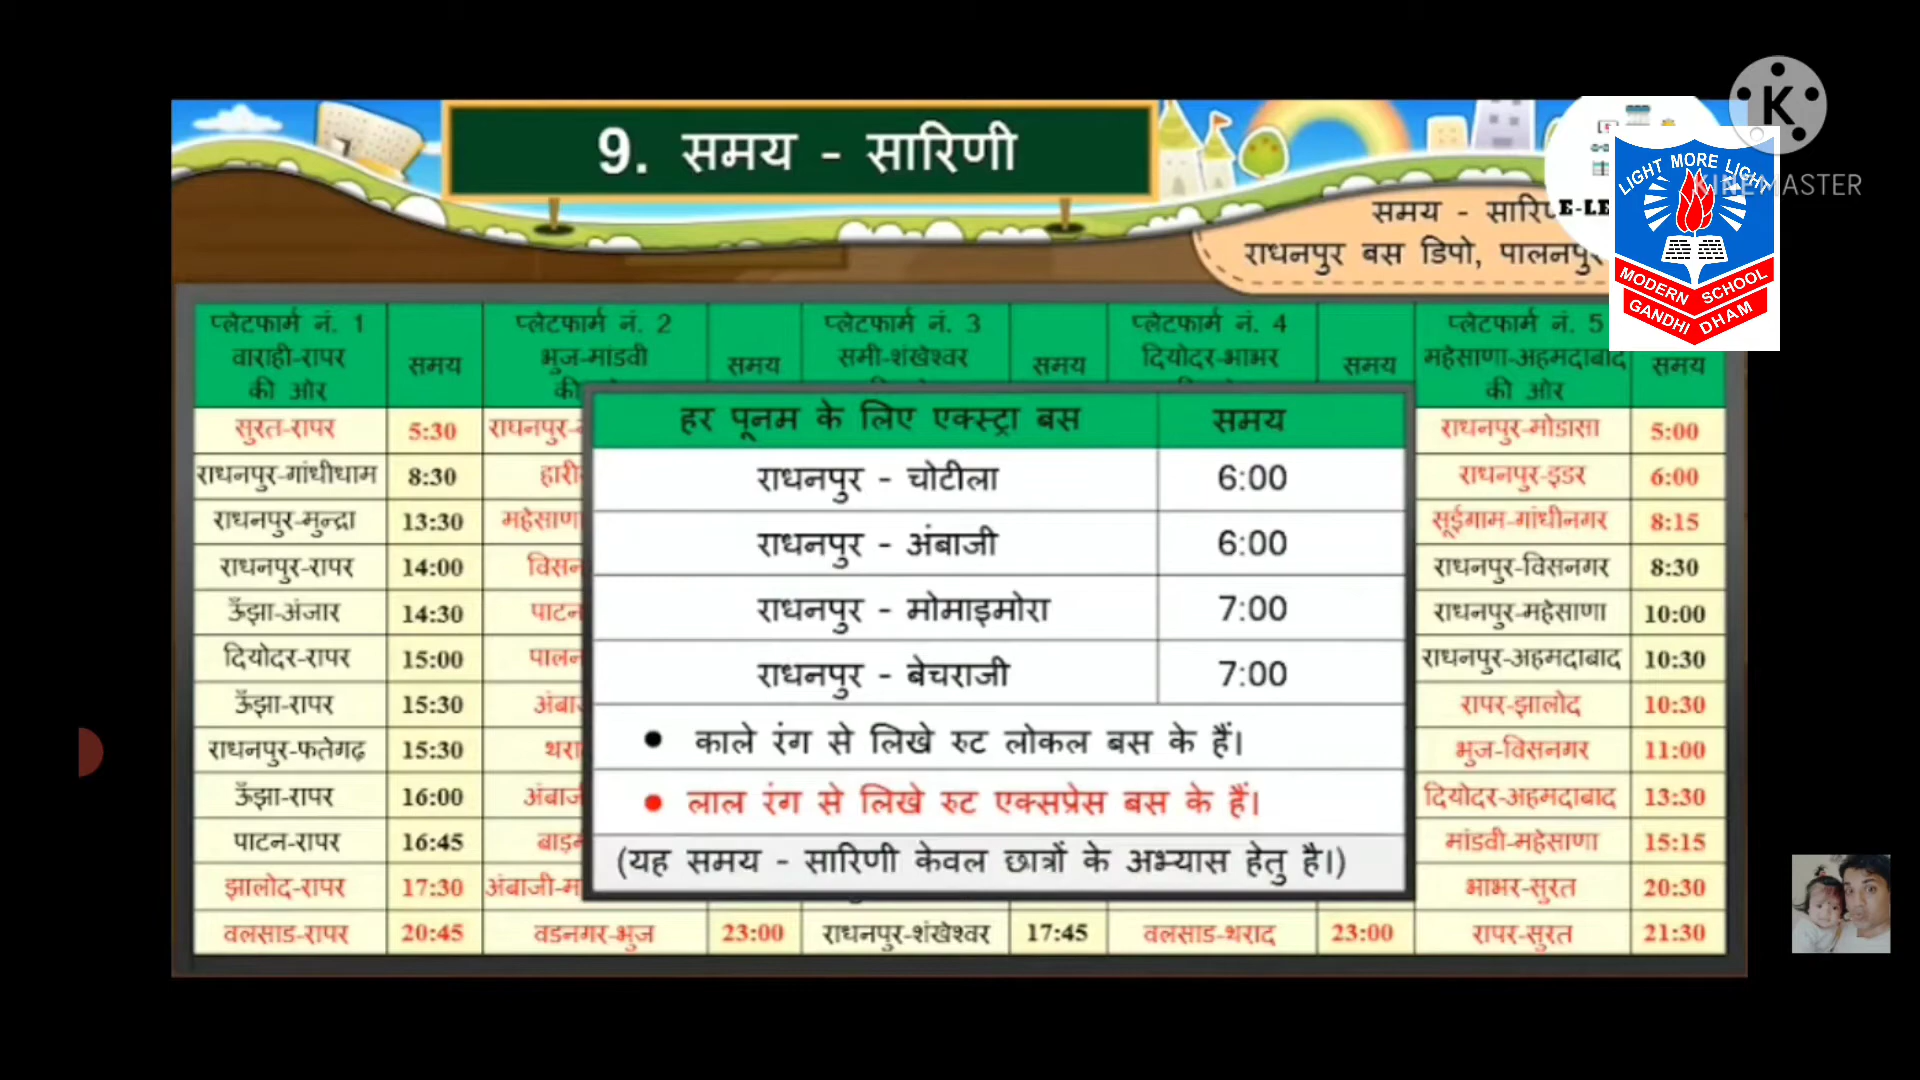 9. समय - सारिणी
KINEMASTER
LIGHT MORE LIGHT
MODERN SCHOOL
GANDHI DHAM
समय -
राधनपुर बस डिपो,
प्लेटफार्म नं. 1 वाराही-रापर की ओर समय
प्लेटफार्म नं. 2 भुज-मांडवी समय
प्लेटफार्म नं. 3 समी-शंखेश्वर समय
प्लेटफार्म नं. 4 दियोदर-भाभर समय
प्लेटफार्म नं. 5 महेसाणा-अहमदाबाद की ओर समय
सुरत-रापर 5:30
राधनपुर-गांधीधाम 8:30
राधनपुर-मुन्द्रा 13:30
राधनपुर-रापर 14:00
ऊँझा-अंजार 14:30
दियोदर-रापर 15:00
ऊँझा-रापर 15:30
राधनपुर-फतेगढ़ 15:30
ऊँझा-रापर 16:00
पाटन-रापर 16:45
झालोद-रापर 17:30
वलसाड-रापर 20:45
वडनगर-भुज 23:00
राधनपुर-शंखेश्वर 17:45
वलसाड-थराद 23:00
हर पूनम के लिए एक्स्ट्रा बस समय
राधनपुर - चोटीला 6:00
राधनपुर - अंबाजी 6:00
राधनपुर - मोमाइमोरा 7:00
राधनपुर - बेचराजी 7:00
• काले रंग से लिखे रुट लोकल बस के हैं।
• लाल रंग से लिखे रुट एक्सप्रेस बस के हैं।
(यह समय - सारिणी केवल छात्रों के अभ्यास हेतु है।)
राधनपुर-मोडासा 5:00
राधनपुर-इडर 6:00
सूईगाम-गांधीनगर 8:15
राधनपुर-विसनगर 8:30
राधनपुर-महेसाणा 10:00
राधनपुर-अहमदाबाद 10:30
रापर-झालोद 10:30
भुज-विसनगर 11:00
दियोदर-अहमदाबाद 13:30
मांडवी-महेसाणा 15:15
भाभर-सुरत 20:30
रापर-सुरत 21:30